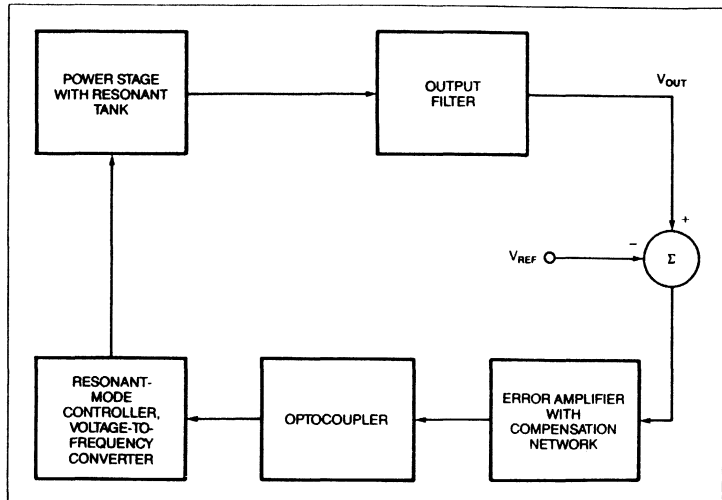 POWER STAGE
WITH RESONANT
TANK
OUTPUT
FILTER
VOUT
+
−
VREF
Σ
RESONANT-
MODE
CONTROLLER,
VOLTAGE-TO-
FREQUENCY
CONVERTER
OPTOCOUPLER
ERROR AMPLIFIER
WITH
COMPENSATION
NETWORK